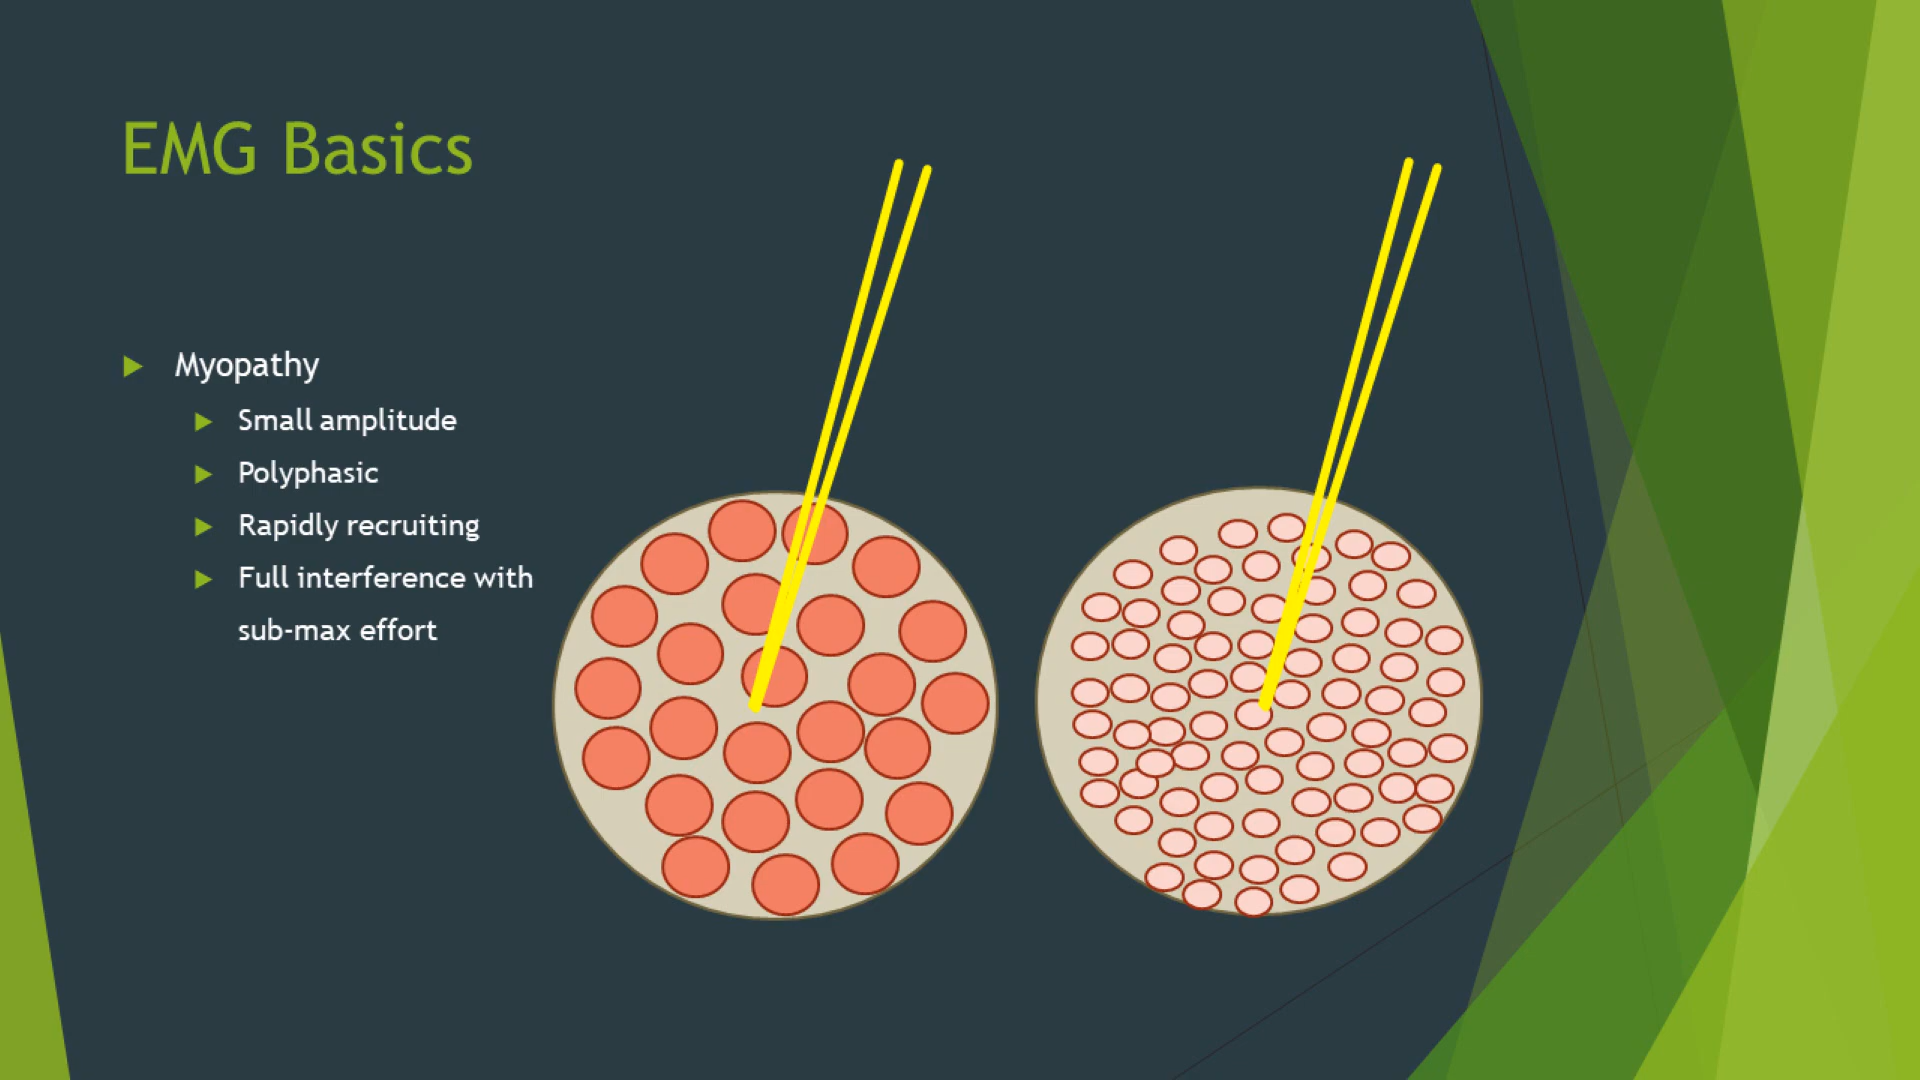 EMG Basics
Myopathy
Small amplitude
Polyphasic
Rapidly recruiting
Full interference with
sub-max effort